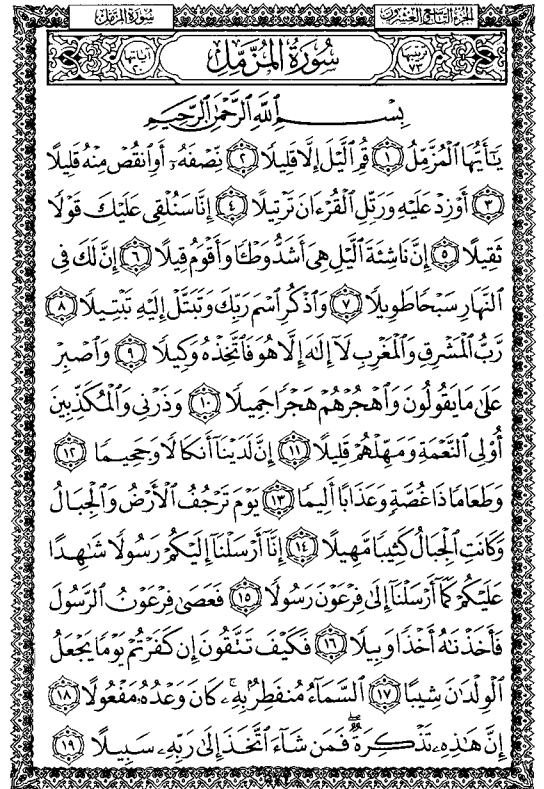 الجزء التاسع والعشرون سورة المزمل
ترتيبها ٧٣ سُورَةُ المُزَّمِّلِ آياتها ٢٠
بِسْمِ ٱللَّهِ ٱلرَّحْمَٰنِ ٱلرَّحِيمِ
يَٰٓأَيُّهَا ٱلْمُزَّمِّلُ ١ قُمِ ٱلَّيْلَ إِلَّا قَلِيلًا ٢ نِّصْفَهُۥٓ أَوِ ٱنقُصْ مِنْهُ قَلِيلًا
٣ أَوْ زِدْ عَلَيْهِ وَرَتِّلِ ٱلْقُرْءَانَ تَرْتِيلًا ٤ إِنَّا سَنُلْقِى عَلَيْكَ قَوْلًا
ثَقِيلًا ٥ إِنَّ نَاشِئَةَ ٱلَّيْلِ هِىَ أَشَدُّ وَطْـًٔا وَأَقْوَمُ قِيلًا ٦ إِنَّ لَكَ فِى
ٱلنَّهَارِ سَبْحًا طَوِيلًا ٧ وَٱذْكُرِ ٱسْمَ رَبِّكَ وَتَبَتَّلْ إِلَيْهِ تَبْتِيلًا ٨
رَّبُّ ٱلْمَشْرِقِ وَٱلْمَغْرِبِ لَآ إِلَٰهَ إِلَّا هُوَ فَٱتَّخِذْهُ وَكِيلًا ٩ وَٱصْبِرْ
عَلَىٰ مَا يَقُولُونَ وَٱهْجُرْهُمْ هَجْرًا جَمِيلًا ١٠ وَذَرْنِى وَٱلْمُكَذِّبِينَ
أُو۟لِى ٱلنَّعْمَةِ وَمَهِّلْهُمْ قَلِيلًا ١١ إِنَّ لَدَيْنَآ أَنكَالًا وَجَحِيمًا ١٢
وَطَعَامًا ذَا غُصَّةٍ وَعَذَابًا أَلِيمًا ١٣ يَوْمَ تَرْجُفُ ٱلْأَرْضُ وَٱلْجِبَالُ
وَكَانَتِ ٱلْجِبَالُ كَثِيبًا مَّهِيلًا ١٤ إِنَّآ أَرْسَلْنَآ إِلَيْكُمْ رَسُولًا شَٰهِدًا
عَلَيْكُمْ كَمَآ أَرْسَلْنَآ إِلَىٰ فِرْعَوْنَ رَسُولًا ١٥ فَعَصَىٰ فِرْعَوْنُ ٱلرَّسُولَ
فَأَخَذْنَٰهُ أَخْذًا وَبِيلًا ١٦ فَكَيْفَ تَتَّقُونَ إِن كَفَرْتُمْ يَوْمًا يَجْعَلُ
ٱلْوِلْدَٰنَ شِيبًا ١٧ ٱلسَّمَآءُ مُنفَطِرٌۢ بِهِۦ ۚ كَانَ وَعْدُهُۥ مَفْعُولًا ١٨
إِنَّ هَٰذِهِۦ تَذْكِرَةٌ ۖ فَمَن شَآءَ ٱتَّخَذَ إِلَىٰ رَبِّهِۦ سَبِيلًا ١٩